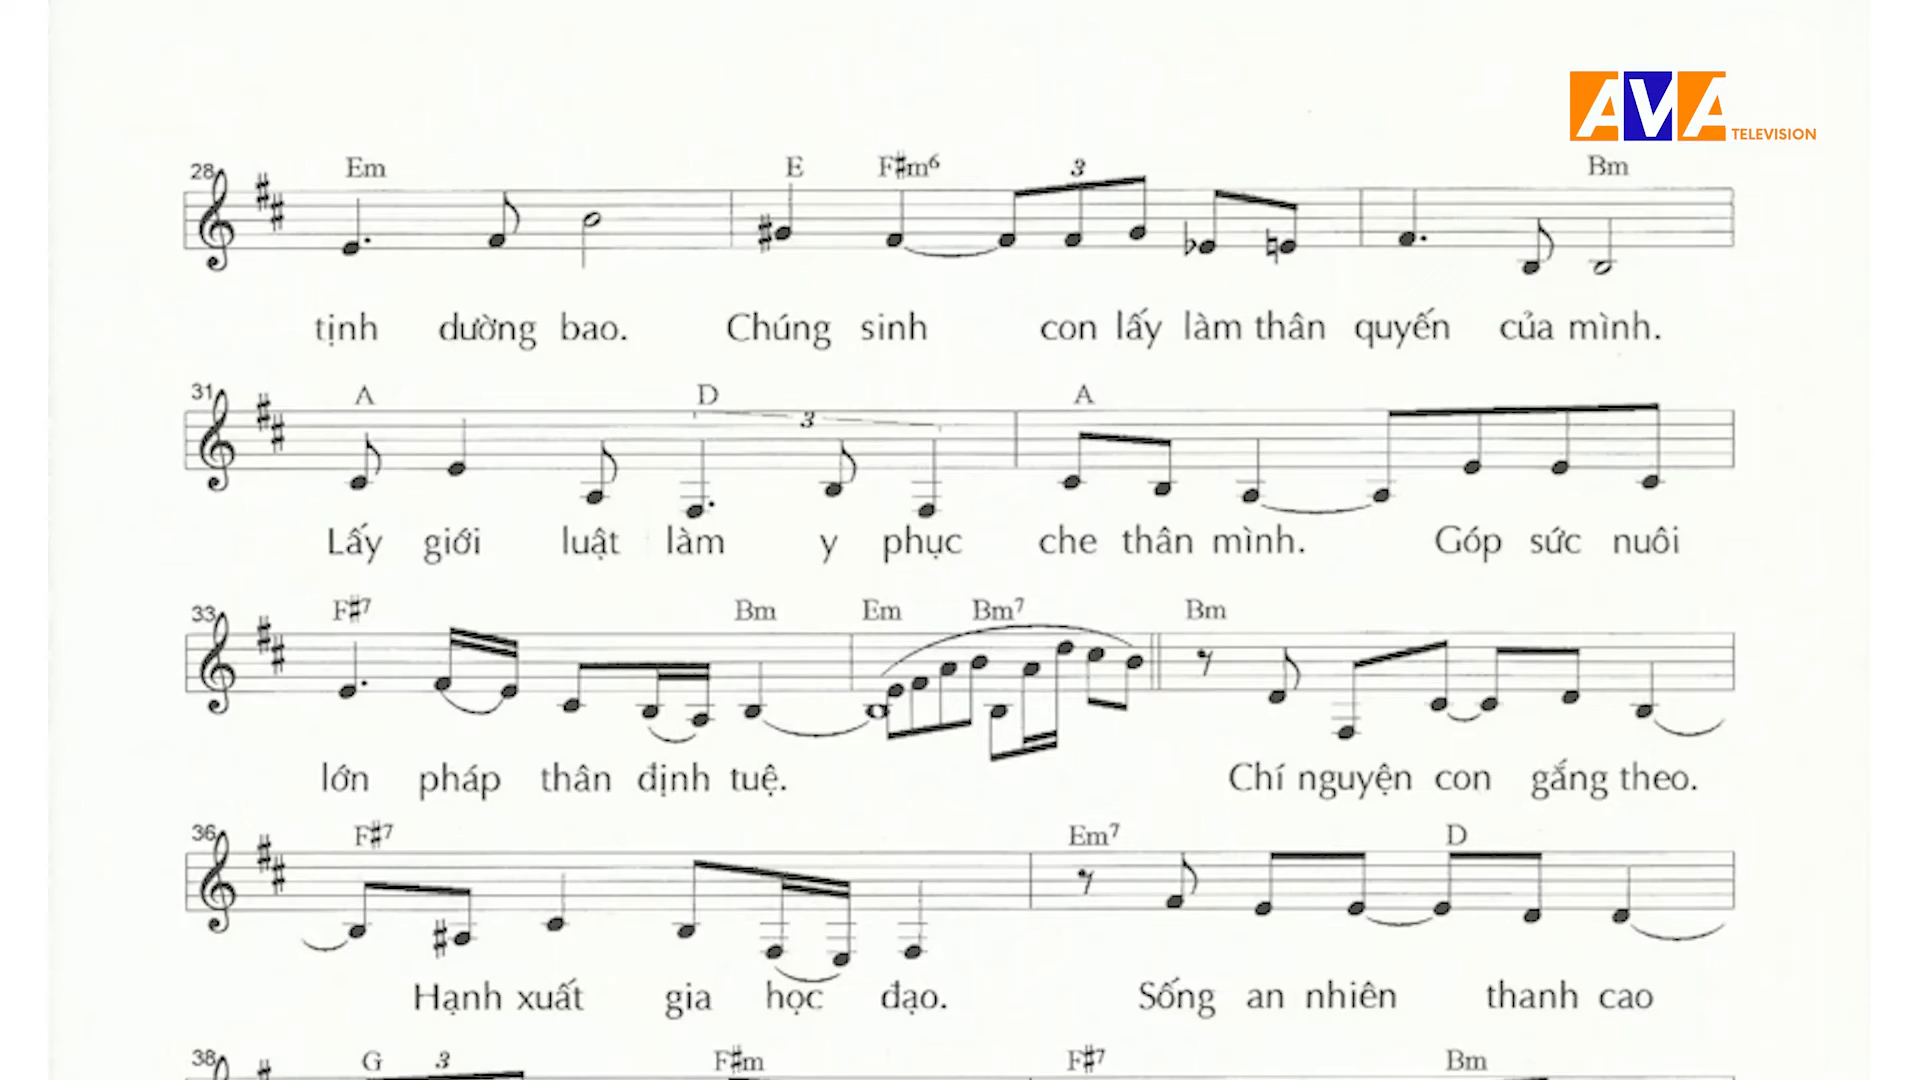 AVA TELEVISION
28 Em E F#m6 3 Bm
tịnh dường bao. Chúng sinh con lấy làm thân quyến của mình.
31 A D 3 A
Lấy giới luật làm y phục che thân mình. Góp sức nuôi
33 F#7 Bm Em Bm7 Bm
lớn pháp thân định tuệ. Chí nguyện con gắng theo.
36 F#7 Em7 D
Hạnh xuất gia học đạo. Sống an nhiên thanh cao
38 G 3 F#m F#7 Bm